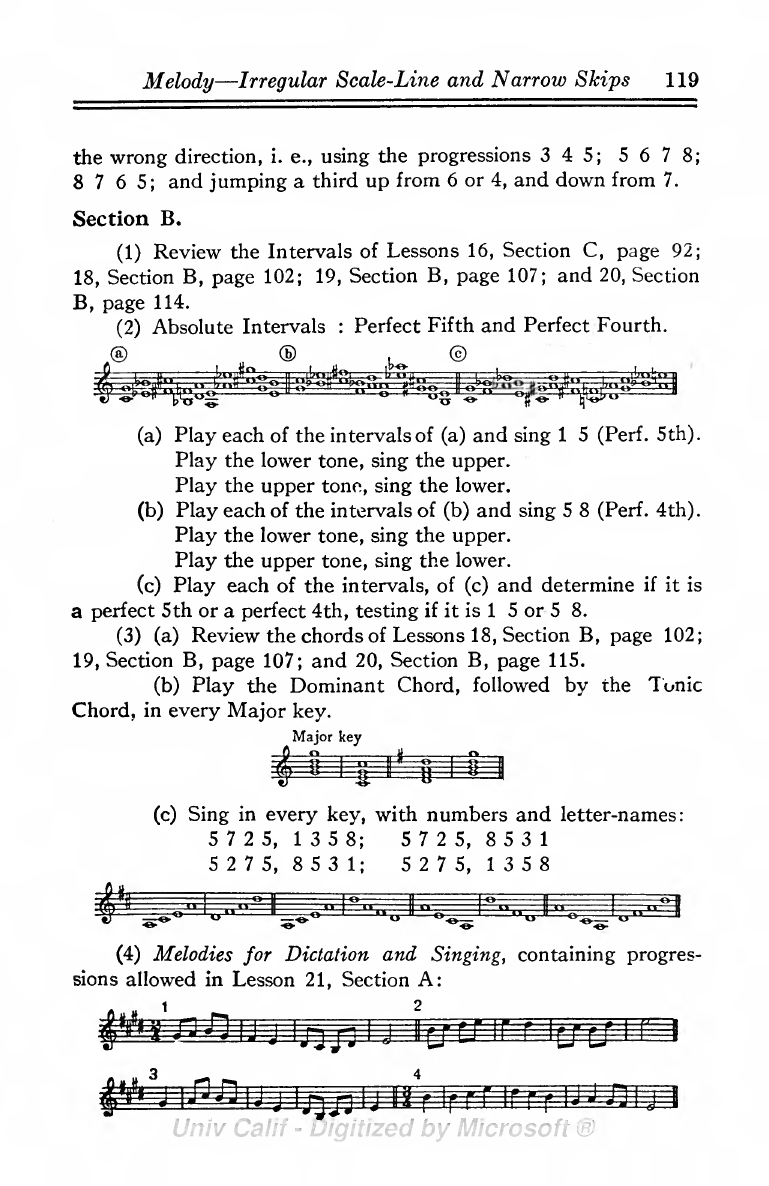 Melody—Irregular Scale-Line and Narrow Skips 119
the wrong direction, i. e., using the progressions 3 4 5; 5 6 7 8;
8 7 6 5; and jumping a third up from 6 or 4, and down from 7.
Section B.
(1) Review the Intervals of Lessons 16, Section C, page 92;
18, Section B, page 102; 19, Section B, page 107; and 20, Section
B, page 114.
(2) Absolute Intervals : Perfect Fifth and Perfect Fourth.
ⓐ ⓑ ⓒ
(a) Play each of the intervals of (a) and sing 1 5 (Perf. 5th).
Play the lower tone, sing the upper.
Play the upper tone, sing the lower.
(b) Play each of the intervals of (b) and sing 5 8 (Perf. 4th).
Play the lower tone, sing the upper.
Play the upper tone, sing the lower.
(c) Play each of the intervals, of (c) and determine if it is
a perfect 5th or a perfect 4th, testing if it is 1 5 or 5 8.
(3) (a) Review the chords of Lessons 18, Section B, page 102;
19, Section B, page 107; and 20, Section B, page 115.
(b) Play the Dominant Chord, followed by the Tonic
Chord, in every Major key.
Major key
(c) Sing in every key, with numbers and letter-names:
5 7 2 5, 1 3 5 8; 5 7 2 5, 8 5 3 1
5 2 7 5, 8 5 3 1; 5 2 7 5, 1 3 5 8
(4) Melodies for Dictation and Singing, containing progres-
sions allowed in Lesson 21, Section A:
1 2
3 4
Univ Calif - Digitized by Microsoft ®